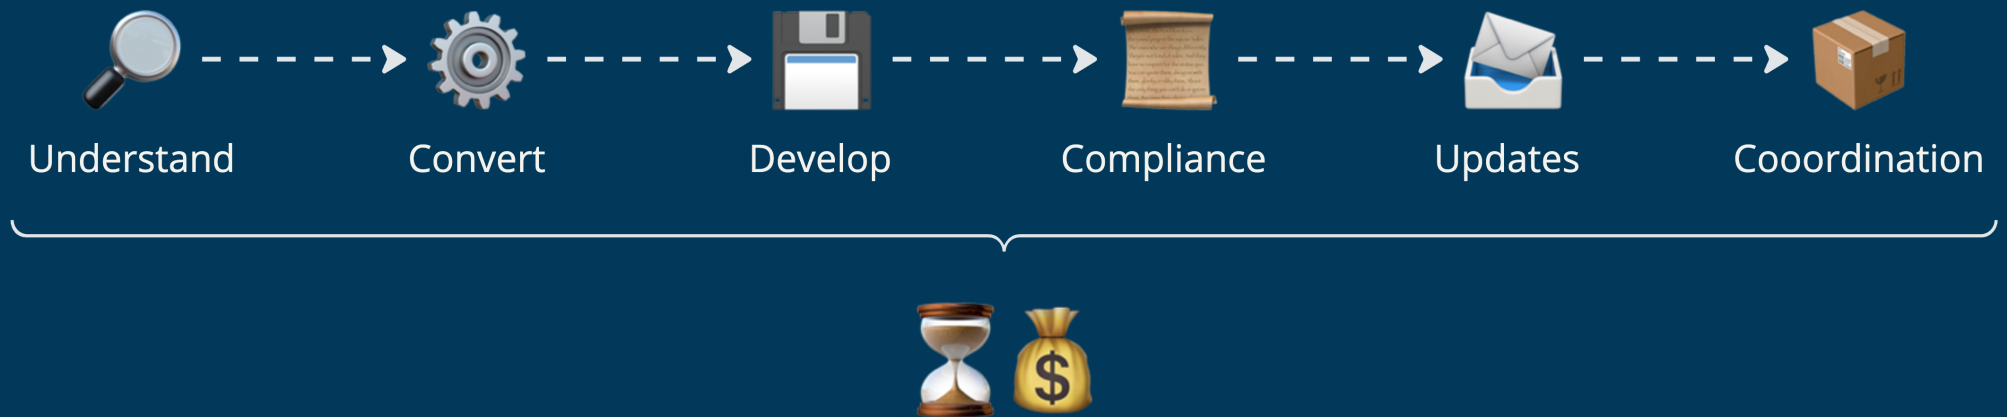 Understand
Convert
Develop
Compliance
Updates
Cooordination
$